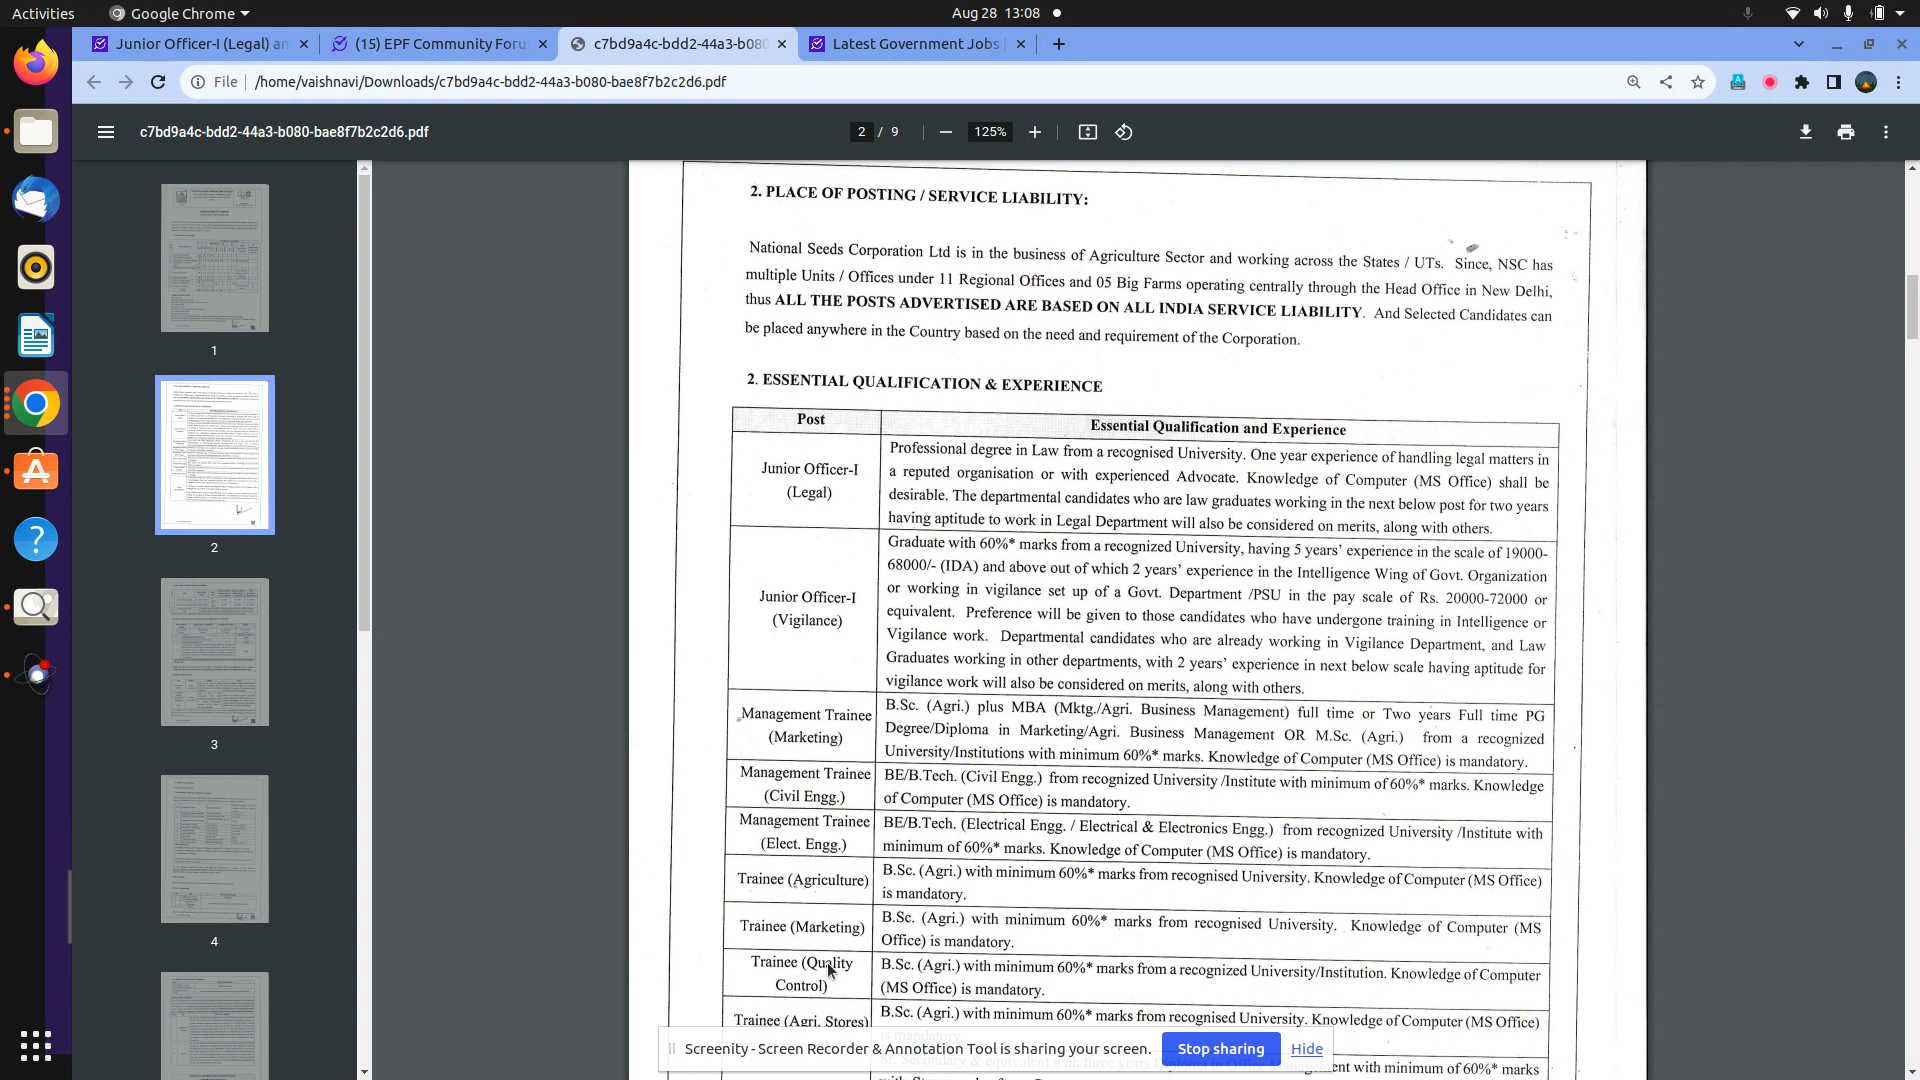 Activities
Google Chrome
Aug 28 13:08
Junior Officer-I (Legal) an
(15) EPF Community Foru
c7bd9a4c-bdd2-44a3-b080
Latest Government Jobs
File
/home/vaishnavi/Downloads/c7bd9a4c-bdd2-44a3-b080-bae8f7b2c2d6.pdf
c7bd9a4c-bdd2-44a3-b080-bae8f7b2c2d6.pdf
2 / 9
125%
1
2
3
4
2. PLACE OF POSTING / SERVICE LIABILITY:
National Seeds Corporation Ltd is in the business of Agriculture Sector and working across the States / UTs. Since, NSC has
multiple Units / Offices under 11 Regional Offices and 05 Big Farms operating centrally through the Head Office in New Delhi,
thus ALL THE POSTS ADVERTISED ARE BASED ON ALL INDIA SERVICE LIABILITY. And Selected Candidates can
be placed anywhere in the Country based on the need and requirement of the Corporation.
2. ESSENTIAL QUALIFICATION & EXPERIENCE
Post
Essential Qualification and Experience
Junior Officer-I
(Legal)
Professional degree in Law from a recognised University. One year experience of handling legal matters in
a reputed organisation or with experienced Advocate. Knowledge of Computer (MS Office) shall be
desirable. The departmental candidates who are law graduates working in the next below post for two years
having aptitude to work in Legal Department will also be considered on merits, along with others.
Junior Officer-I
(Vigilance)
Graduate with 60%* marks from a recognized University, having 5 years' experience in the scale of 19000-
68000/- (IDA) and above out of which 2 years' experience in the Intelligence Wing of Govt. Organization
or working in vigilance set up of a Govt. Department /PSU in the pay scale of Rs. 20000-72000 or
equivalent. Preference will be given to those candidates who have undergone training in Intelligence or
Vigilance work. Departmental candidates who are already working in Vigilance Department, and Law
Graduates working in other departments, with 2 years' experience in next below scale having aptitude for
vigilance work will also be considered on merits, along with others.
Management Trainee
(Marketing)
B.Sc. (Agri.) plus MBA (Mktg./Agri. Business Management) full time or Two years Full time PG
Degree/Diploma in Marketing/Agri. Business Management OR M.Sc. (Agri.) from a recognized
University/Institutions with minimum 60%* marks. Knowledge of Computer (MS Office) is mandatory.
Management Trainee
(Civil Engg.)
BE/B.Tech. (Civil Engg.) from recognized University /Institute with minimum of 60%* marks. Knowledge
of Computer (MS Office) is mandatory.
Management Trainee
(Elect. Engg.)
BE/B.Tech. (Electrical Engg. / Electrical & Electronics Engg.) from recognized University /Institute with
minimum of 60%* marks. Knowledge of Computer (MS Office) is mandatory.
Trainee (Agriculture)
B.Sc. (Agri.) with minimum 60%* marks from recognised University. Knowledge of Computer (MS Office)
is mandatory.
Trainee (Marketing)
B.Sc. (Agri.) with minimum 60%* marks from recognised University. Knowledge of Computer (MS
Office) is mandatory.
Trainee (Quality
Control)
B.Sc. (Agri.) with minimum 60%* marks from a recognized University/Institution. Knowledge of Computer
(MS Office) is mandatory.
Trainee (Agri. Stores)
B.Sc. (Agri.) with minimum 60%* marks from recognised University. Knowledge of Computer (MS Office)
is mandatory
with minimum of 60%* marks
Screenity - Screen Recorder & Annotation Tool is sharing your screen.
Stop sharing
Hide